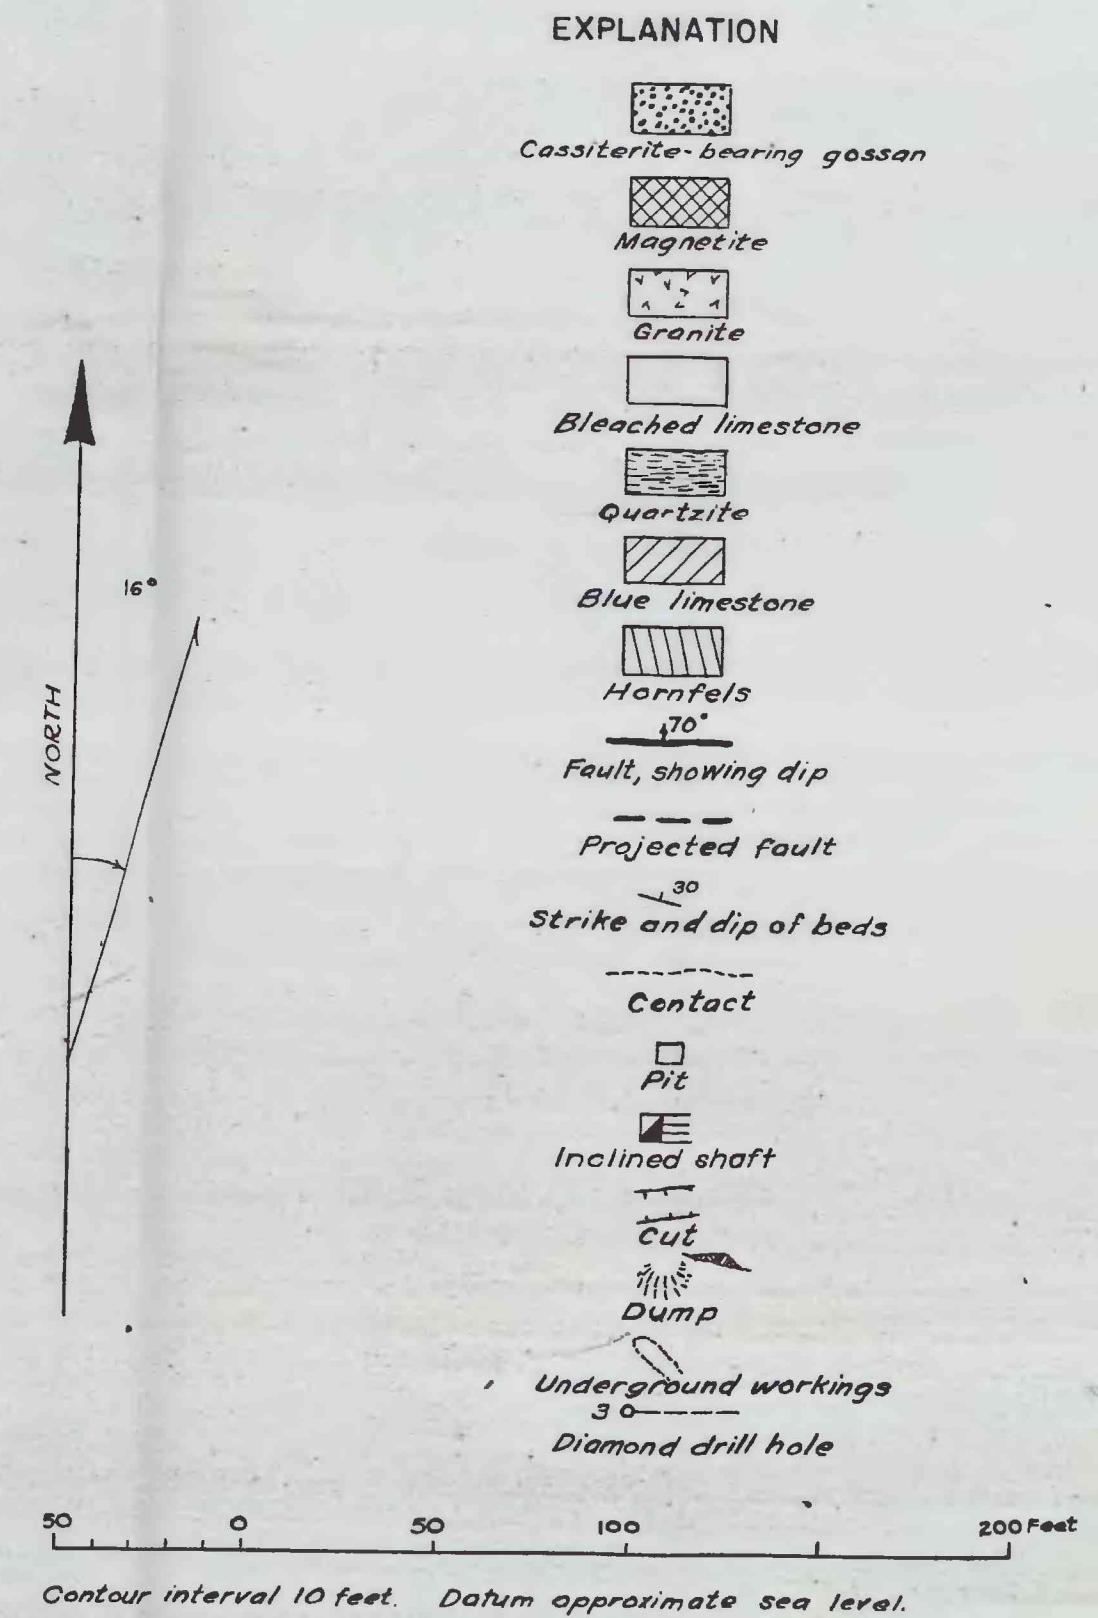 EXPLANATION
Cassiterite-bearing gossan
Magnetite
Granite
Bleached limestone
Quartzite
16°
Blue limestone
Hornfels
NORTH
70°
Fault, showing dip
Projected fault
30
Strike and dip of beds
Contact
Pit
Inclined shaft
Cut
Dump
Underground workings
3
Diamond drill hole
50 0 50 100 200 Feet
Contour interval 10 feet. Datum approximate sea level.